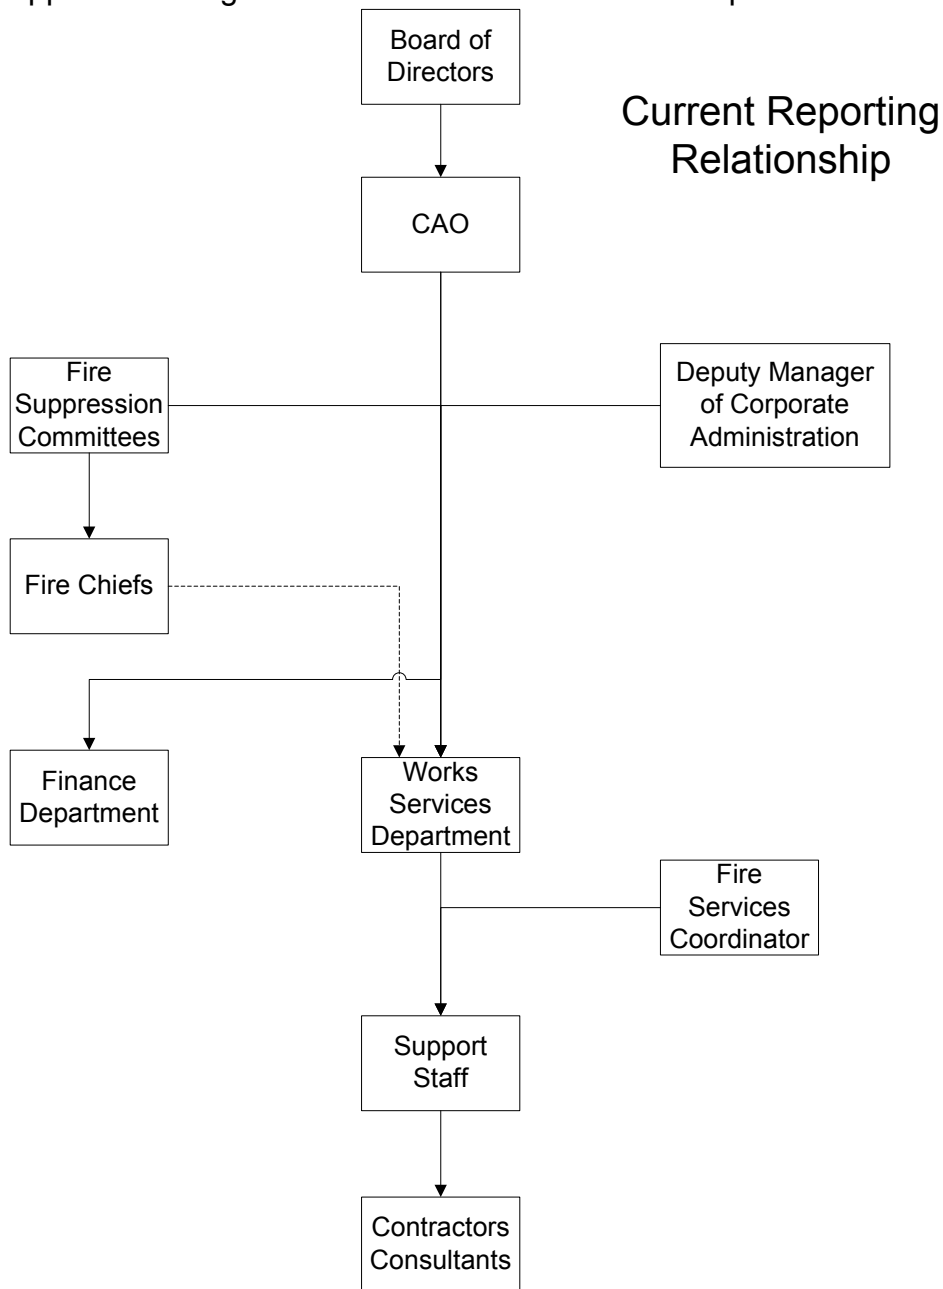 Board of
Directors
Current Reporting
Relationship
CAO
Fire
Suppression
Committees
Deputy Manager
of Corporate
Administration
Fire Chiefs
Finance
Department
Works
Services
Department
Fire
Services
Coordinator
Support
Staff
Contractors
Consultants